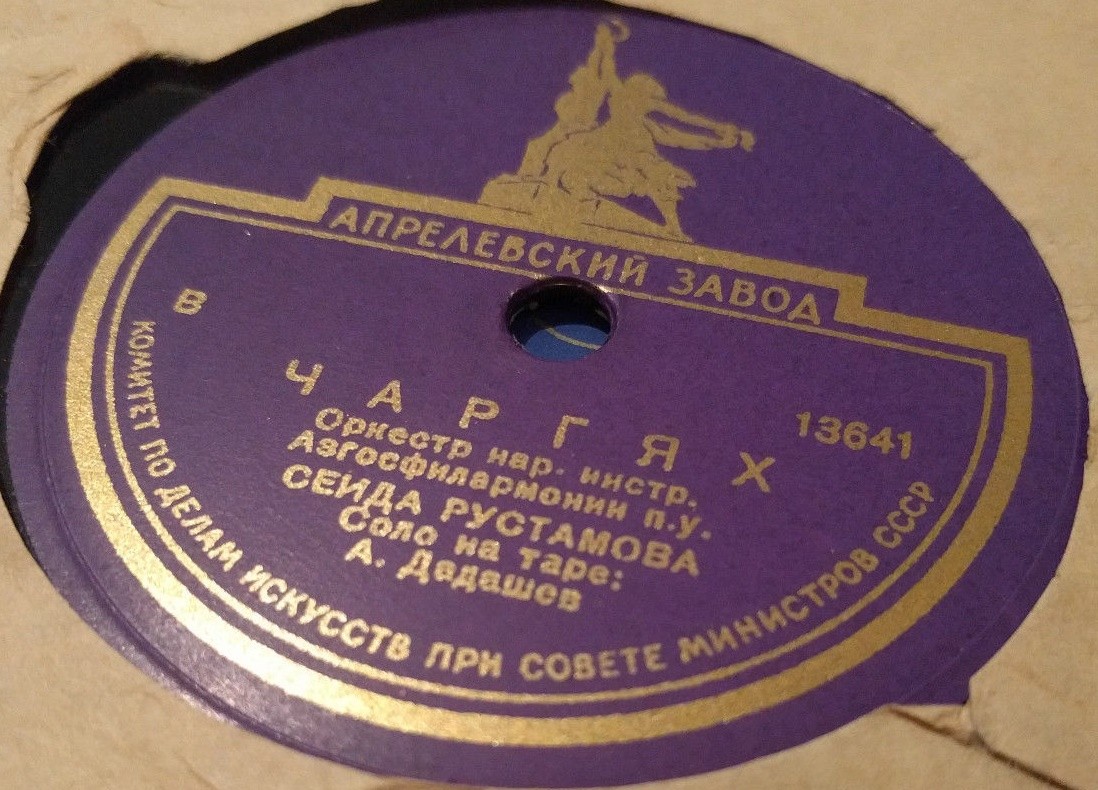 АПРЕЛЕВСКИЙ ЗАВОД
В
13641
ЧАРГЯХ
Оркестр нар. инстр.
Азгосфилармонии п.у.
СЕИДА РУСТАМОВА
Соло на таре:
А. Дадашев
КОМИТЕТ ПО ДЕЛАМ ИСКУССТВ ПРИ СОВЕТЕ МИНИСТРОВ СССР